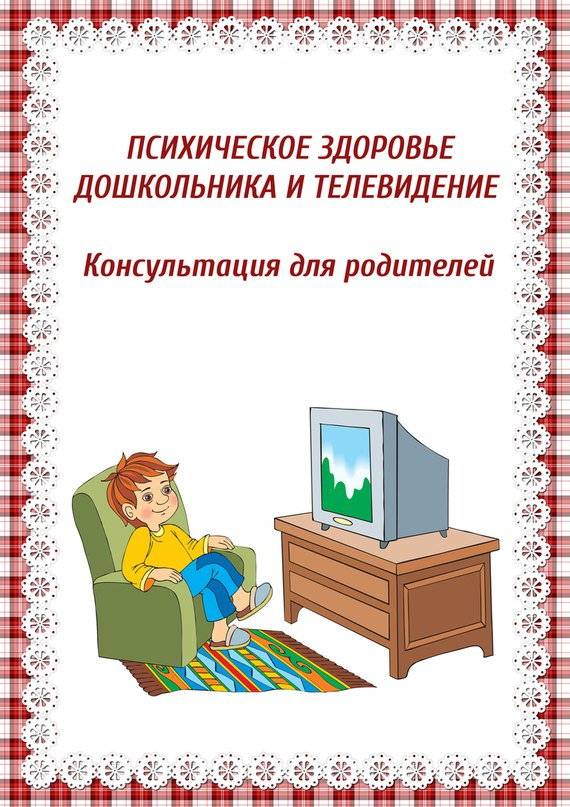 ПСИХИЧЕСКОЕ ЗДОРОВЬЕ
ДОШКОЛЬНИКА И ТЕЛЕВИДЕНИЕ
Консультация для родителей